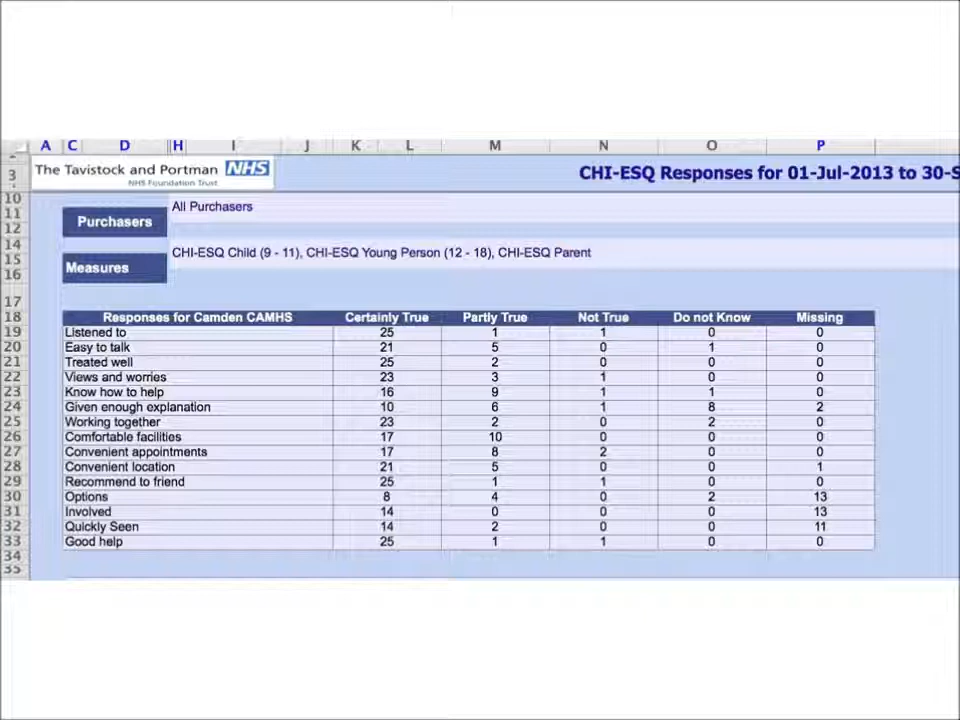 A C D H I J K L M N O P
3 The Tavistock and Portman NHS CHI-ESQ Responses for 01-Jul-2013 to 30-S
NHS Foundation Trust
10 All Purchasers
11 Purchasers
12
14 CHI-ESQ Child (9 - 11), CHI-ESQ Young Person (12 - 18), CHI-ESQ Parent
15 Measures
16
17
18 Responses for Camden CAMHS Certainly True Partly True Not True Do not Know Missing
19 Listened to 25 1 1 0 0
20 Easy to talk 21 5 0 1 0
21 Treated well 25 2 0 0 0
22 Views and worries 23 3 1 0 0
23 Know how to help 16 9 1 1 0
24 Given enough explanation 10 6 1 8 2
25 Working together 23 2 0 2 0
26 Comfortable facilities 17 10 0 0 0
27 Convenient appointments 17 8 2 0 0
28 Convenient location 21 5 0 0 1
29 Recommend to friend 25 1 1 0 0
30 Options 8 4 0 2 13
31 Involved 14 0 0 0 13
32 Quickly Seen 14 2 0 0 11
33 Good help 25 1 1 0 0
34
35